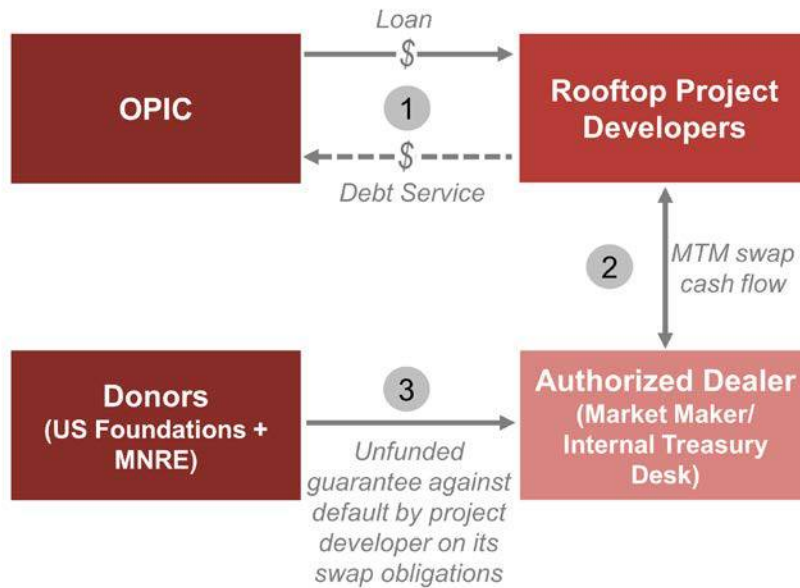 Loan
$
OPIC
1
Rooftop Project
Developers
$
Debt Service
2
MTM swap
cash flow
Donors
(US Foundations +
MNRE)
3
Unfunded
guarantee against
default by project
developer on its
swap obligations
Authorized Dealer
(Market Maker/
Internal Treasury
Desk)